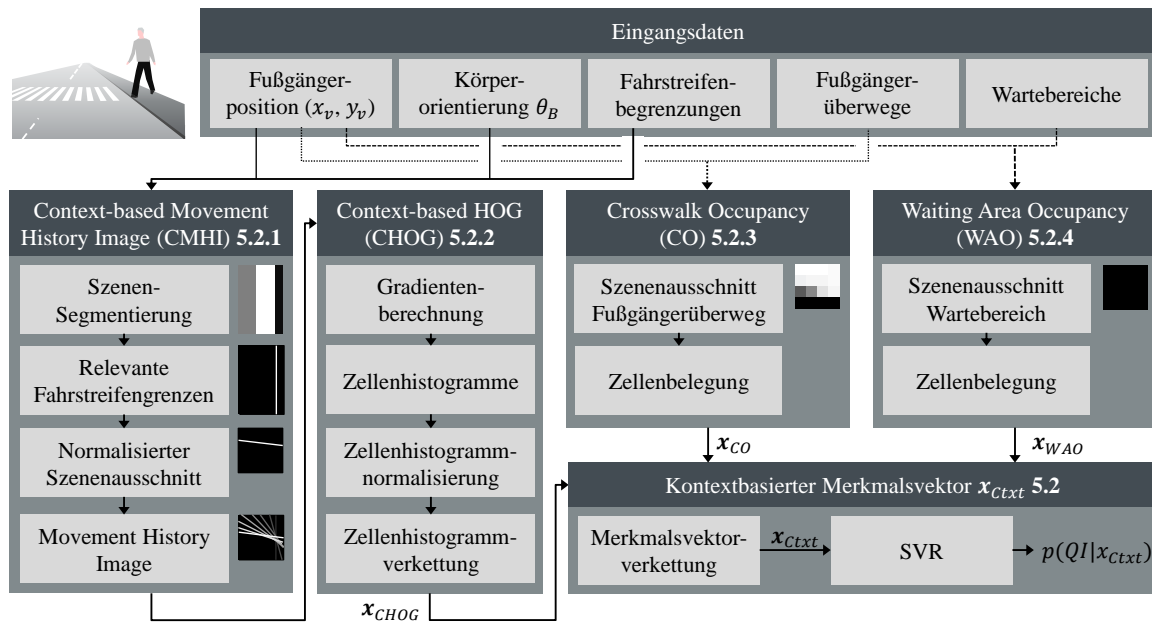 Eingangsdaten
Fußgänger-
position (x_v, y_v)
Körper-
orientierung θ_B
Fahrstreifen-
begrenzungen
Fußgänger-
überwege
Wartebereiche
Context-based Movement
History Image (CMHI) 5.2.1
Szenen-
Segmentierung
Relevante
Fahrstreifengrenzen
Normalisierter
Szenenausschnitt
Movement History
Image
Context-based HOG
(CHOG) 5.2.2
Gradienten-
berechnung
Zellenhistogramme
Zellenhistogramm-
normalisierung
Zellenhistogramm-
verkettung
x_CHOG
Crosswalk Occupancy
(CO) 5.2.3
Szenenausschnitt
Fußgängerüberweg
Zellenbelegung
x_CO
Waiting Area Occupancy
(WAO) 5.2.4
Szenenausschnitt
Wartebereich
Zellenbelegung
x_WAO
Kontextbasierter Merkmalsvektor x_Ctxt 5.2
Merkmalsvektor-
verkettung
x_Ctxt
SVR
p(QI|x_Ctxt)